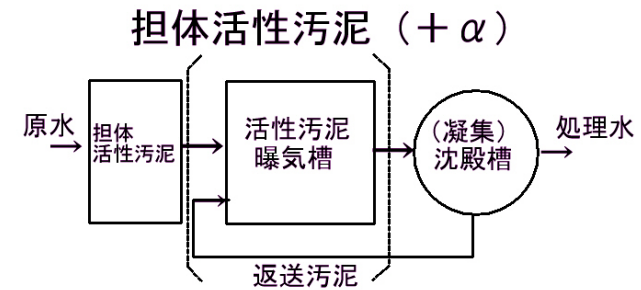 担体活性汚泥（＋α）
原水
担体
活性汚泥
活性汚泥
曝気槽
（凝集）
沈殿槽
処理水
返送汚泥